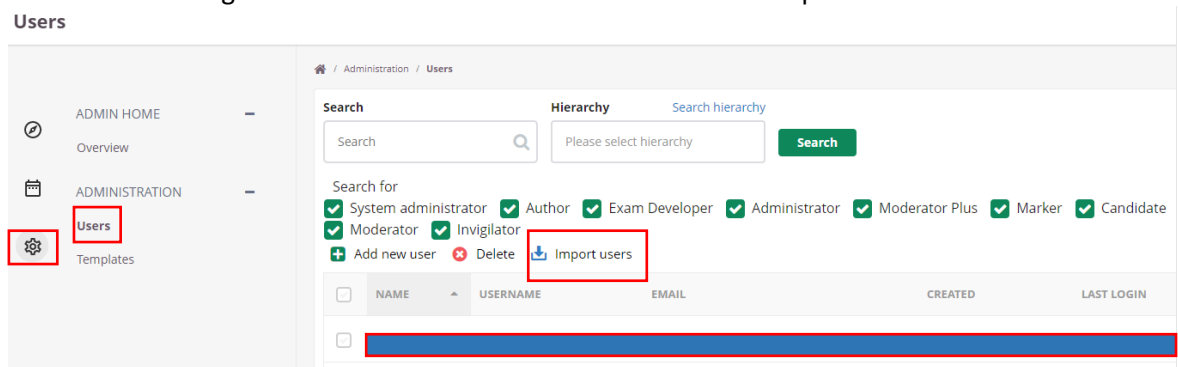 Users
/ Administration / Users
ADMIN HOME
Overview
ADMINISTRATION
Users
Templates
Search Hierarchy Search hierarchy
Search Please select hierarchy Search
Search for
System administrator Author Exam Developer Administrator Moderator Plus Marker Candidate
Moderator Invigilator
Add new user Delete Import users
NAME USERNAME EMAIL CREATED LAST LOGIN